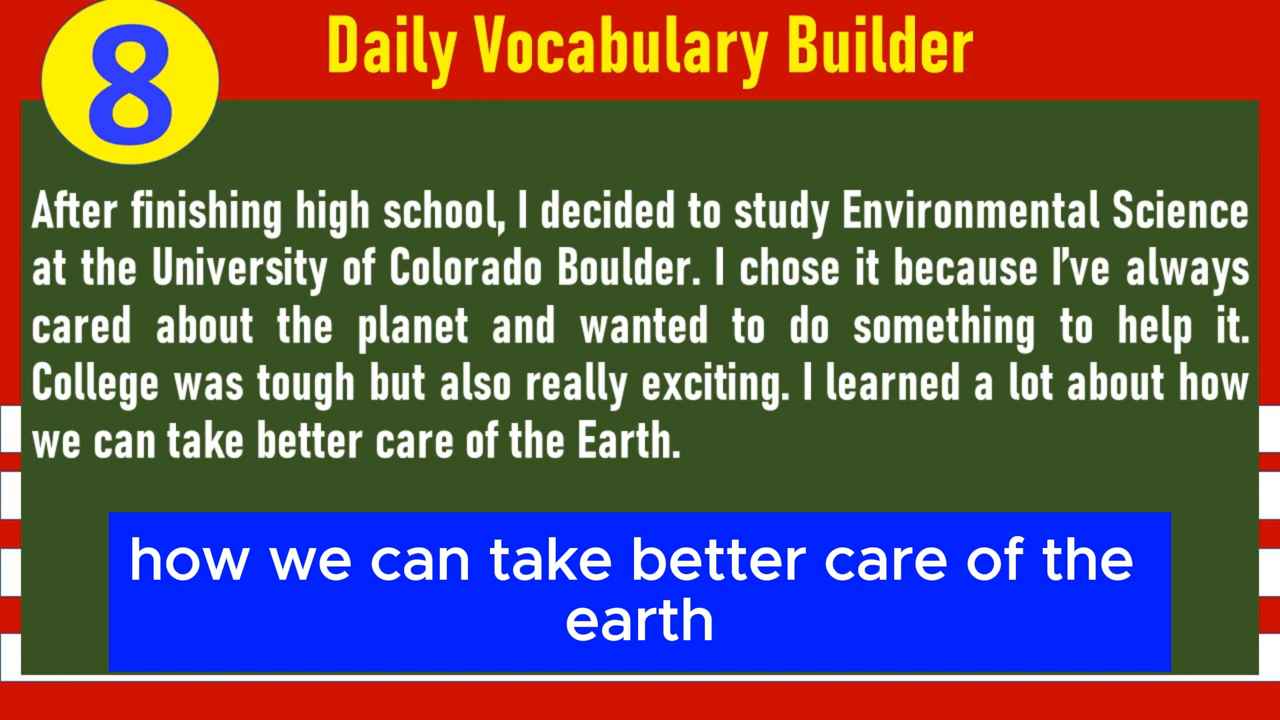 8
Daily Vocabulary Builder
After finishing high school, I decided to study Environmental Science
at the University of Colorado Boulder. I chose it because I've always
cared about the planet and wanted to do something to help it.
College was tough but also really exciting. I learned a lot about how
we can take better care of the Earth.
how we can take better care of the
earth